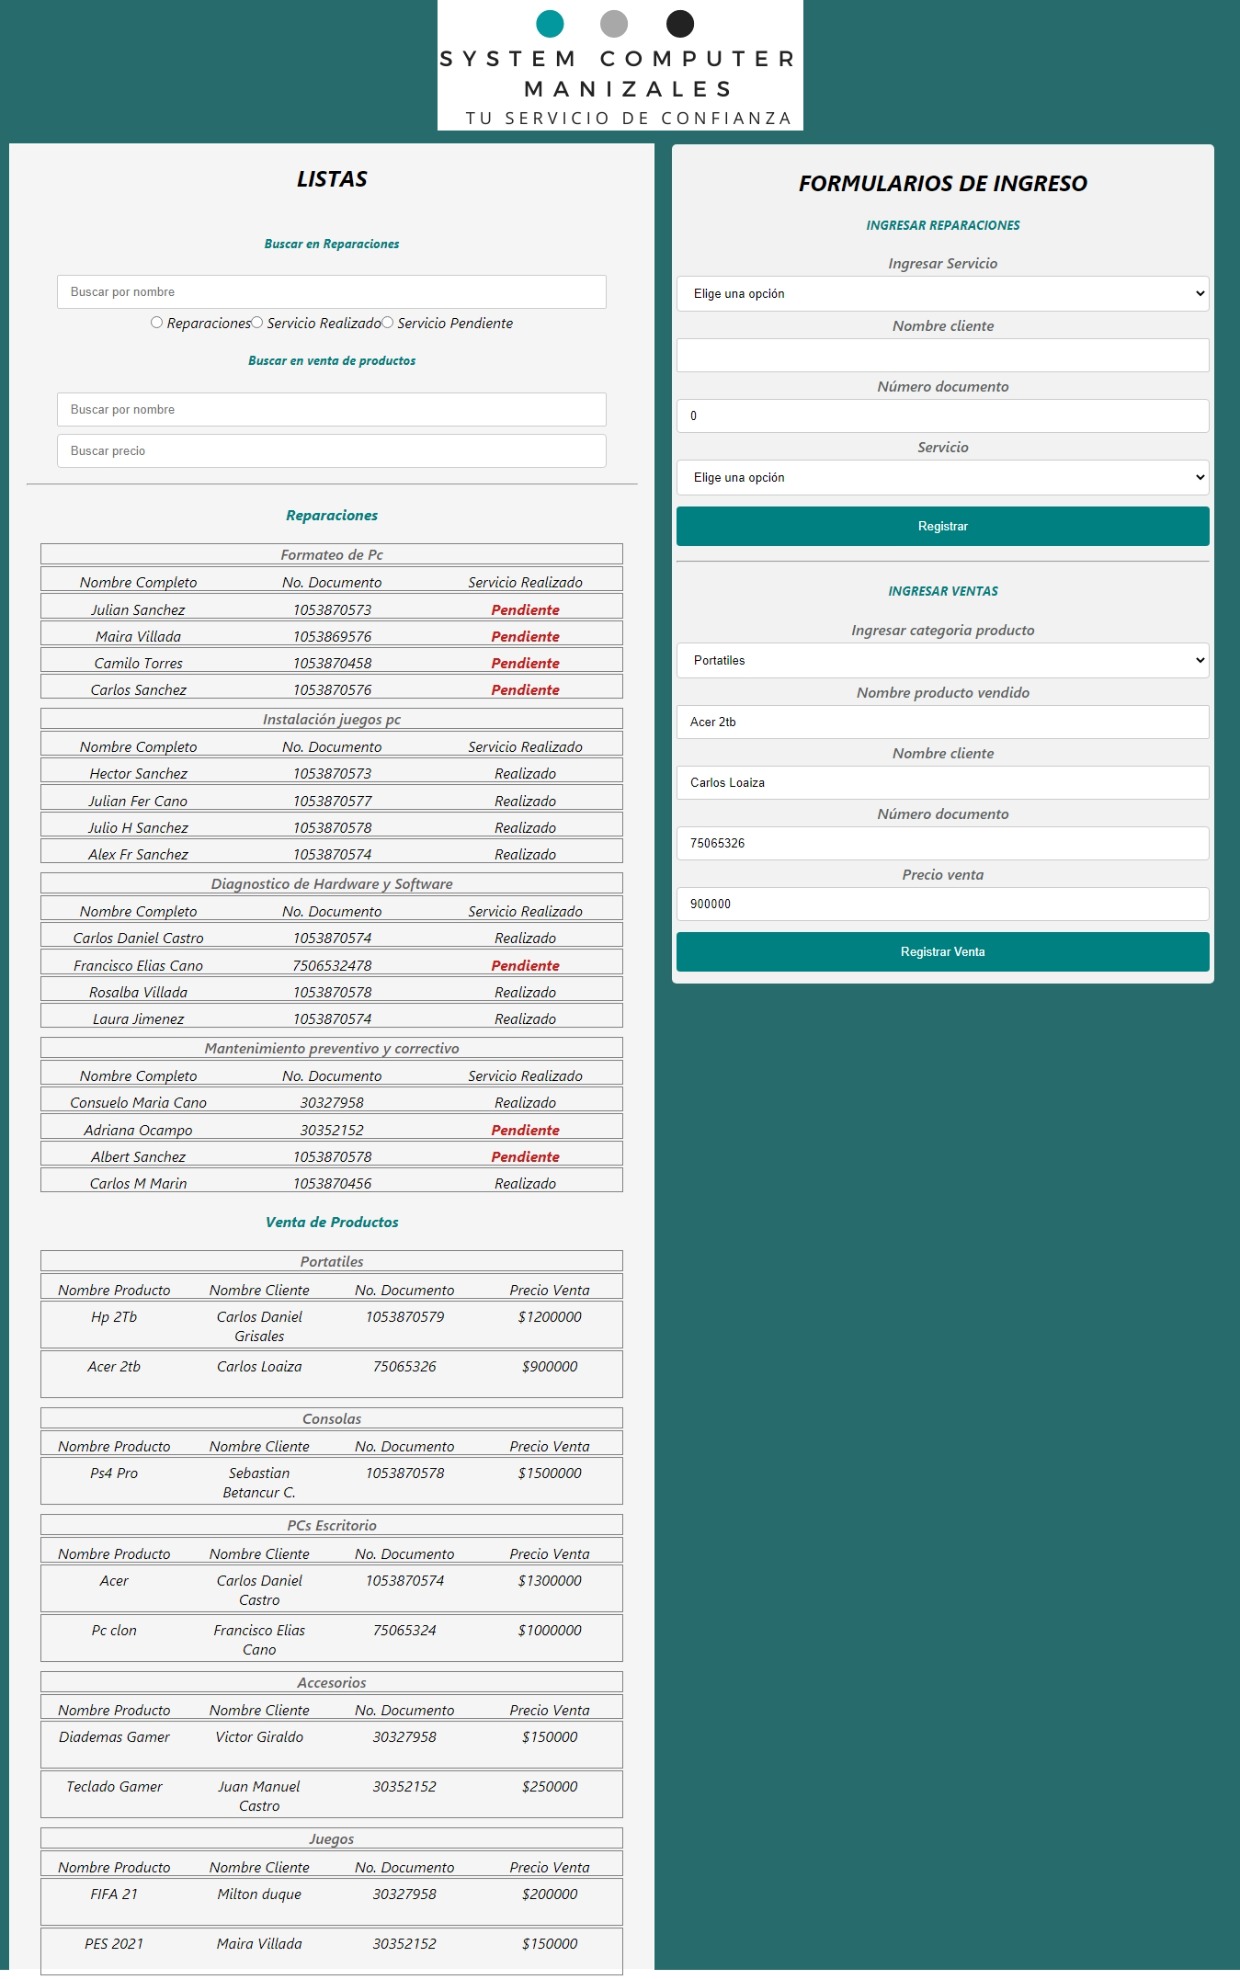 SYSTEM COMPUTER
MANIZALES
TU SERVICIO DE CONFIANZA
LISTAS
Buscar en Reparaciones
Buscar por nombre
Reparaciones Servicio Realizado Servicio Pendiente
Buscar en venta de productos
Buscar por nombre
Buscar precio
Reparaciones
Formateo de Pc
Nombre Completo No. Documento Servicio Realizado
Julian Sanchez 1053870573 Pendiente
Maira Villada 1053869576 Pendiente
Camilo Torres 1053870458 Pendiente
Carlos Sanchez 1053870576 Pendiente
Instalación juegos pc
Nombre Completo No. Documento Servicio Realizado
Hector Sanchez 1053870573 Realizado
Julian Fer Cano 1053870577 Realizado
Julio H Sanchez 1053870578 Realizado
Alex Fr Sanchez 1053870574 Realizado
Diagnostico de Hardware y Software
Nombre Completo No. Documento Servicio Realizado
Carlos Daniel Castro 1053870574 Realizado
Francisco Elias Cano 7506532478 Pendiente
Rosalba Villada 1053870578 Realizado
Laura Jimenez 1053870574 Realizado
Mantenimiento preventivo y correctivo
Nombre Completo No. Documento Servicio Realizado
Consuelo Maria Cano 30327958 Realizado
Adriana Ocampo 30352152 Pendiente
Albert Sanchez 1053870578 Pendiente
Carlos M Marin 1053870456 Realizado
Venta de Productos
Portatiles
Nombre Producto Nombre Cliente No. Documento Precio Venta
Hp 2Tb Carlos Daniel 1053870579 $1200000
Grisales
Acer 2tb Carlos Loaiza 75065326 $900000
Consolas
Nombre Producto Nombre Cliente No. Documento Precio Venta
Ps4 Pro Sebastian 1053870578 $1500000
Betancur C.
PCs Escritorio
Nombre Producto Nombre Cliente No. Documento Precio Venta
Acer Carlos Daniel 1053870574 $1300000
Castro
Pc clon Francisco Elias 75065324 $1000000
Cano
Accesorios
Nombre Producto Nombre Cliente No. Documento Precio Venta
Diademas Gamer Victor Giraldo 30327958 $150000
Teclado Gamer Juan Manuel 30352152 $250000
Castro
Juegos
Nombre Producto Nombre Cliente No. Documento Precio Venta
FIFA 21 Milton duque 30327958 $200000
PES 2021 Maira Villada 30352152 $150000
FORMULARIOS DE INGRESO
INGRESAR REPARACIONES
Ingresar Servicio
Elige una opción
Nombre cliente
Número documento
0
Servicio
Elige una opción
Registrar
INGRESAR VENTAS
Ingresar categoria producto
Portatiles
Nombre producto vendido
Acer 2tb
Nombre cliente
Carlos Loaiza
Número documento
75065326
Precio venta
900000
Registrar Venta